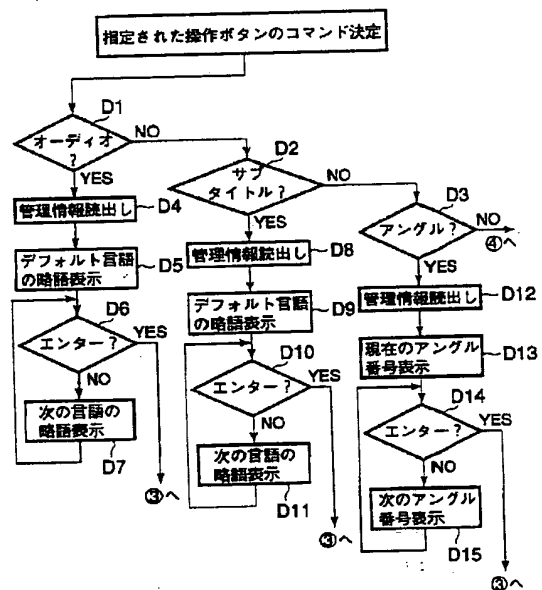 指定された操作ボタンのコマンド決定
D1
オーディオ
?
NO
YES
管理情報読出し
D4
デフォルト言語
の略語表示
D5
D6
エンター?
YES
NO
次の言語の
略語表示
D7
③へ
D2
サブ
タイトル?
NO
YES
管理情報読出し
D8
デフォルト言語
の略語表示
D9
D10
エンター?
YES
NO
次の言語の
略語表示
D11
③へ
D3
アングル?
NO
④へ
YES
管理情報読出し
D12
現在のアングル
番号表示
D13
D14
エンター?
YES
NO
次のアングル
番号表示
D15
③へ